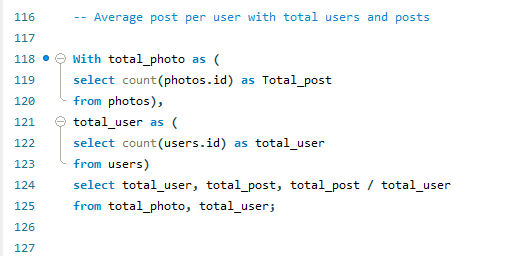 116 -- Average post per user with total users and posts
117
118 With total_photo as (
119 select count(photos.id) as Total_post
120 from photos),
121 total_user as (
122 select count(users.id) as total_user
123 from users)
124 select total_user, total_post, total_post / total_user
125 from total_photo, total_user;
126
127